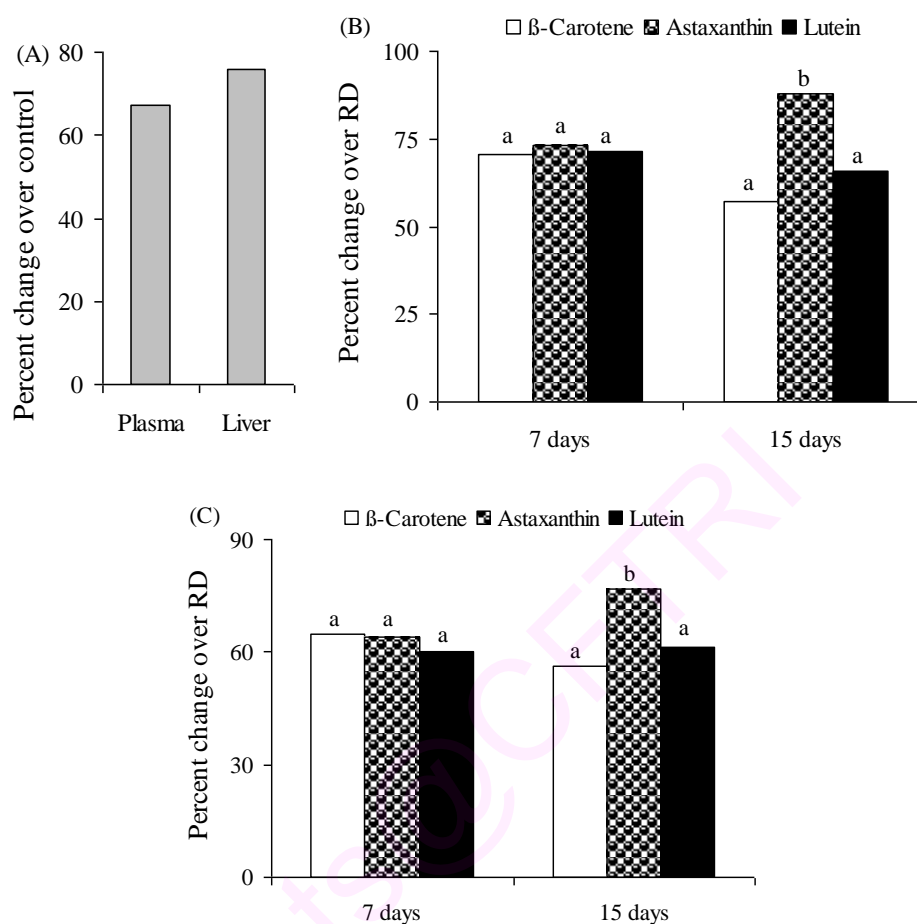 (A)
Percent change over control
80
60
40
20
0
Plasma Liver
(B)
ß-Carotene Astaxanthin Lutein
Percent change over RD
100
75
50
25
0
a a a
a b a
7 days 15 days
(C)
ß-Carotene Astaxanthin Lutein
Percent change over RD
90
60
30
0
a a a
a b a
7 days 15 days
ts@CFTRI